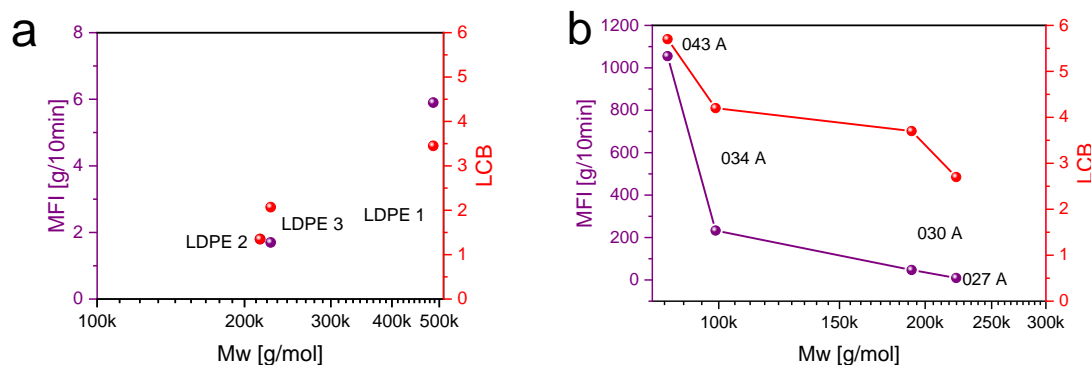 a
8
6
4
2
0
MFI [g/10min]
6
5
4
3
2
1
0
LCB
LDPE 1
LDPE 3
LDPE 2
100k
200k
300k
400k
500k
Mw [g/mol]
b
1200
1000
800
600
400
200
0
MFI [g/10min]
6
5
4
3
2
1
0
LCB
043 A
034 A
030 A
027 A
100k
150k
200k
250k
300k
Mw [g/mol]